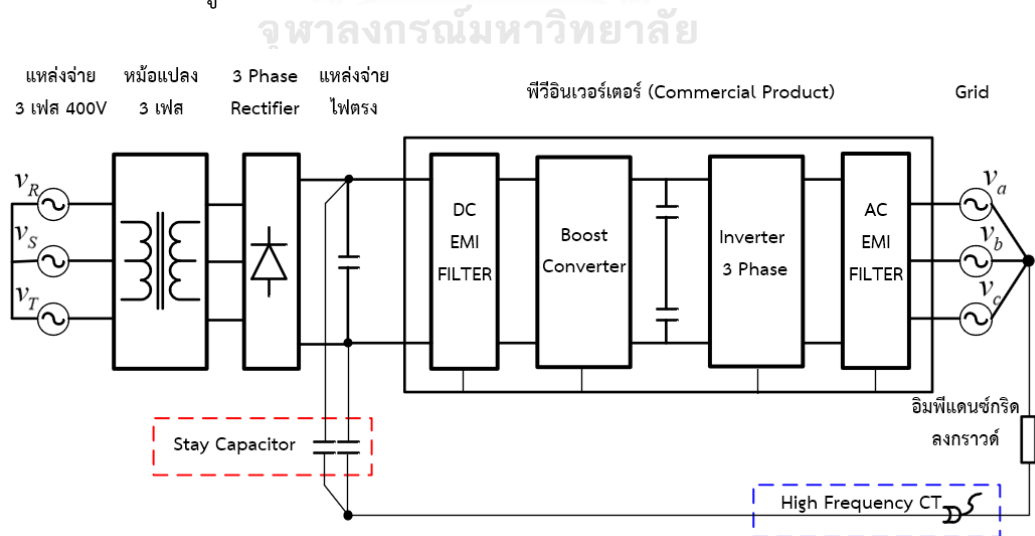 จุฬาลงกรณ์มหาวิทยาลัย
แหล่งจ่าย
3 เฟส 400V
หม้อแปลง
3 เฟส
3 Phase
Rectifier
แหล่งจ่าย
ไฟตรง
พีวีอินเวอร์เตอร์ (Commercial Product)
Grid
v_R
v_S
v_T
DC
EMI
FILTER
Boost
Converter
Inverter
3 Phase
AC
EMI
FILTER
v_a
v_b
v_c
Stay Capacitor
อิมพีแดนซ์กริด
ลงกราวด์
High Frequency CT